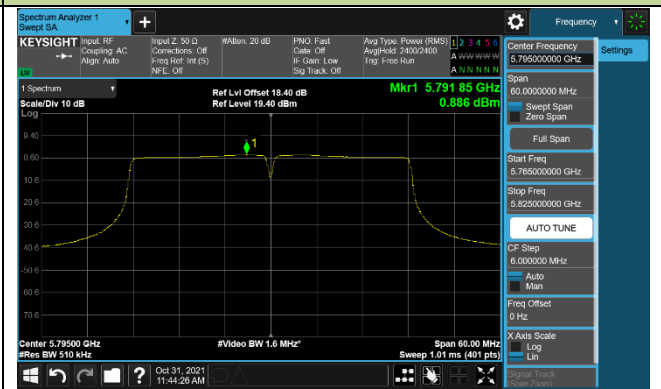 Spectrum Analyzer 1
Swept SA
Frequency
KEYSIGHT
Input: RF
Coupling: AC
Align: Auto
Input Z: 50 Ω
Corrections: Off
Freq Ref: Int (S)
NFE: Off
#Atten: 20 dB
PNO: Fast
Gate: Off
IF Gain: Low
Sig Track: Off
Avg Type: Power (RMS)
Avg|Hold: 2400/2400
Trig: Free Run
1 2 3 4 5 6
A W W W W W
A N N N N N
1 Spectrum
Scale/Div 10 dB
Log
Ref Lvl Offset 18.40 dB
Ref Level 19.40 dBm
Mkr1 5.791 85 GHz
0.886 dBm
1
9.40
0.60
10.6
20.6
30.6
40.6
50.6
60.6
70.6
Center 5.79500 GHz
#Res BW 510 kHz
#Video BW 1.6 MHz*
Span 60.00 MHz
Sweep 1.01 ms (401 pts)
Center Frequency
5.795000000 GHz
Settings
Span
60.0000000 MHz
Swept Span
Zero Span
Full Span
Start Freq
5.765000000 GHz
Stop Freq
5.825000000 GHz
AUTO TUNE
CF Step
6.000000 MHz
Auto
Man
Freq Offset
0 Hz
X Axis Scale
Log
Lin
Signal Track
(Span Zoom)
Oct 31, 2021
11:44:26 AM